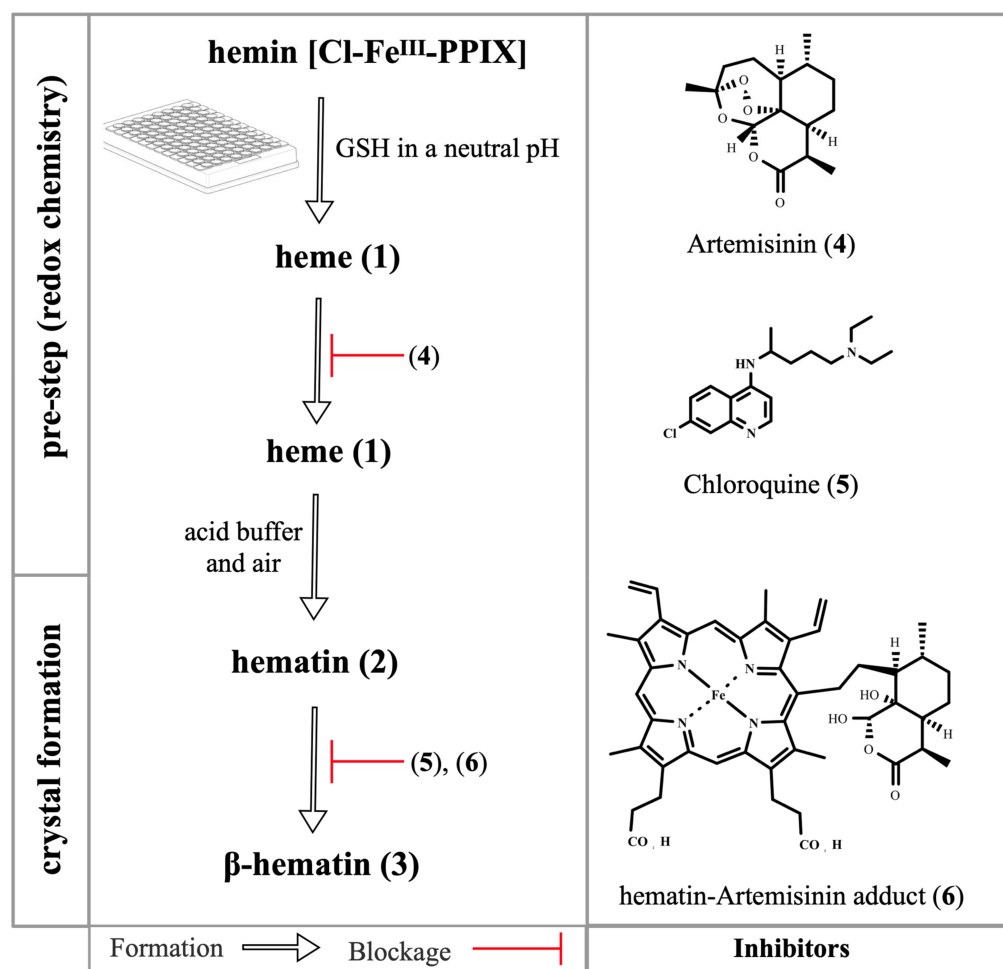 pre-step (redox chemistry)
crystal formation
hemin [Cl-Feᴵᴵᴵ-PPIX]
GSH in a neutral pH
heme (1)
(4)
heme (1)
acid buffer
and air
hematin (2)
(5), (6)
β-hematin (3)
Formation
Blockage
H
O
O
O
H
O
H
O
Artemisinin (4)
HN
N
Cl
N
Chloroquine (5)
N
N
Fe
N
N
H
HO
HO
H
O
O
CO , H
CO , H
hematin-Artemisinin adduct (6)
Inhibitors